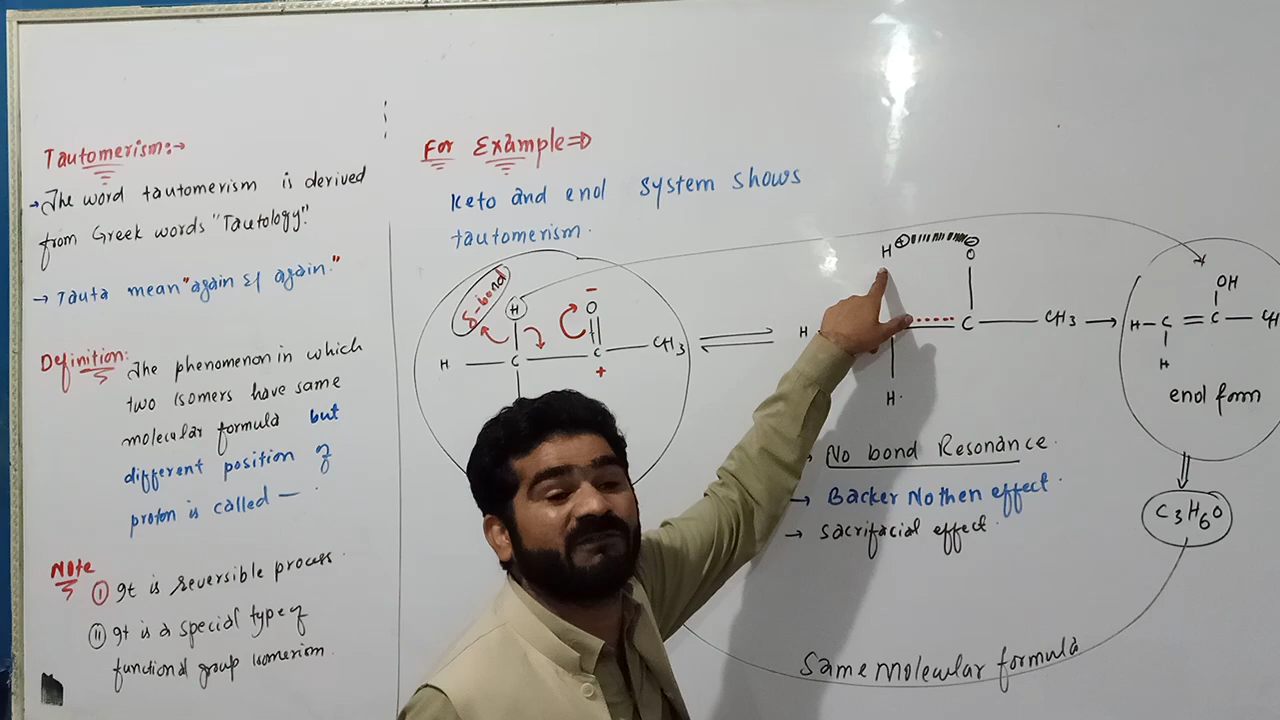 Tautomerism:→
→The word tautomerism is derived
from Greek words "Tautology".
→ Tauta mean "again & again."
Definition: The phenomenon in which
two isomers have same
molecular formula but
different position of
proton is called — .
Note
(i) It is reversible process.
(ii) It is a special type of
functional group isomerism.
For Example⇒
Keto and enol system shows
tautomerism.
bond
H
O
−
H — C — C — CH3
+
⇌
H
H ⊕ ⊖
O
C — CH3 →
H.
OH
H—C=C—CH
H
enol form
C3H6O
No bond Resonance.
→ Backer Nothen effect.
→ Sacrifacial effect.
Same Molecular formula